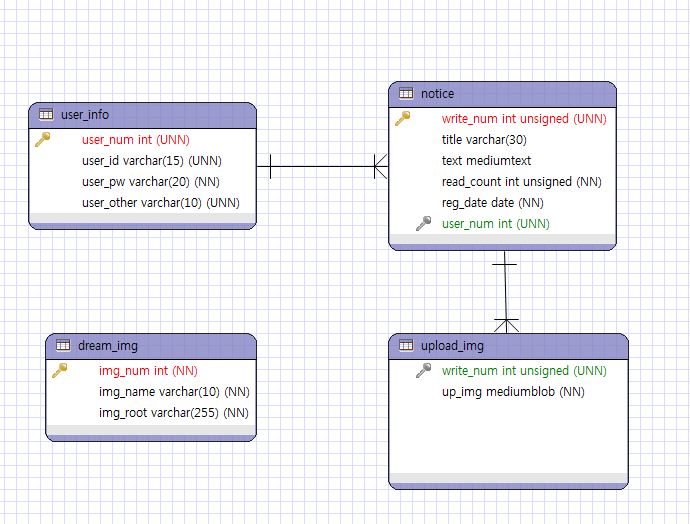 user_info
user_num int (UNN)
user_id varchar(15) (UNN)
user_pw varchar(20) (NN)
user_other varchar(10) (UNN)
notice
write_num int unsigned (UNN)
title varchar(30)
text mediumtext
read_count int unsigned (NN)
reg_date date (NN)
user_num int (UNN)
dream_img
img_num int (NN)
img_name varchar(10) (NN)
img_root varchar(255) (NN)
upload_img
write_num int unsigned (UNN)
up_img mediumblob (NN)